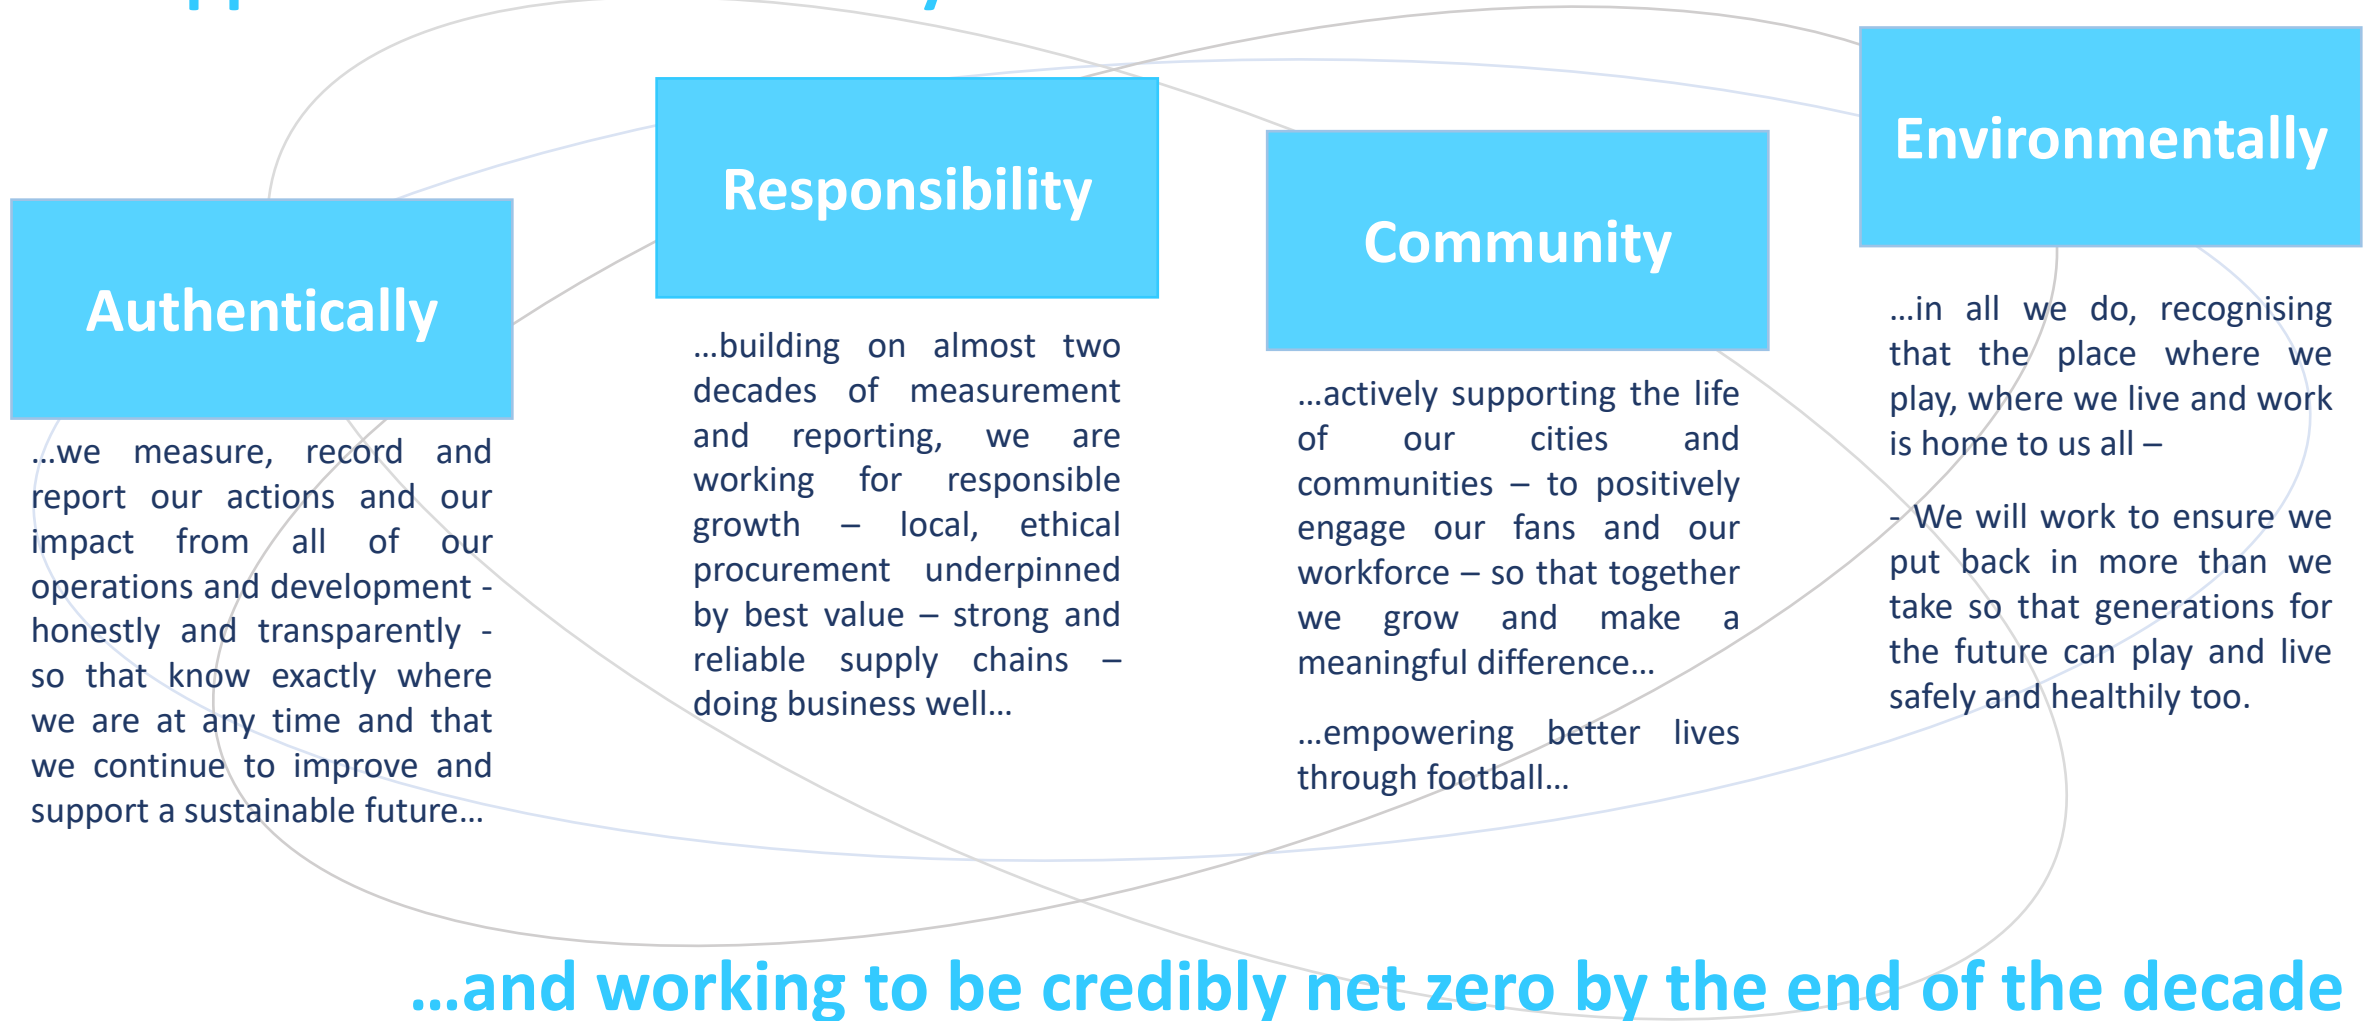 Authentically
…we measure, record and
report our actions and our
impact from all of our
operations and development -
honestly and transparently -
so that know exactly where
we are at any time and that
we continue to improve and
support a sustainable future…
Responsibility
…building on almost two
decades of measurement
and reporting, we are
working for responsible
growth – local, ethical
procurement underpinned
by best value – strong and
reliable supply chains –
doing business well…
Community
…actively supporting the life
of our cities and
communities – to positively
engage our fans and our
workforce – so that together
we grow and make a
meaningful difference…
…empowering better lives
through football…
Environmentally
…in all we do, recognising
that the place where we
play, where we live and work
is home to us all –
- We will work to ensure we
put back in more than we
take so that generations for
the future can play and live
safely and healthily too.
…and working to be credibly net zero by the end of the decade